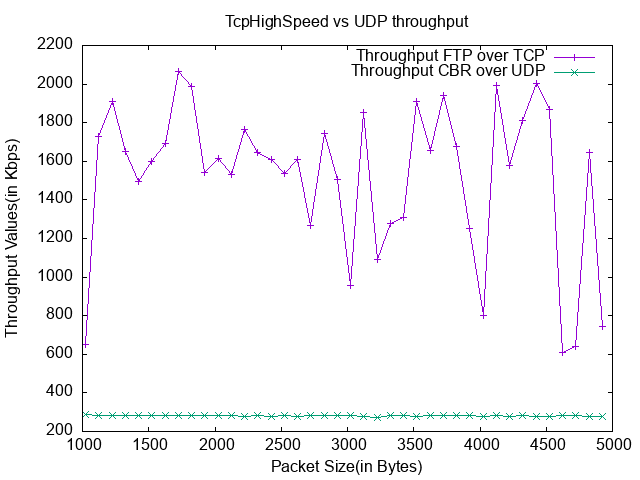 TcpHighSpeed vs UDP throughput
Throughput FTP over TCP
Throughput CBR over UDP
Throughput Values(in Kbps)
2200
2000
1800
1600
1400
1200
1000
800
600
400
200
1000 1500 2000 2500 3000 3500 4000 4500 5000
Packet Size(in Bytes)